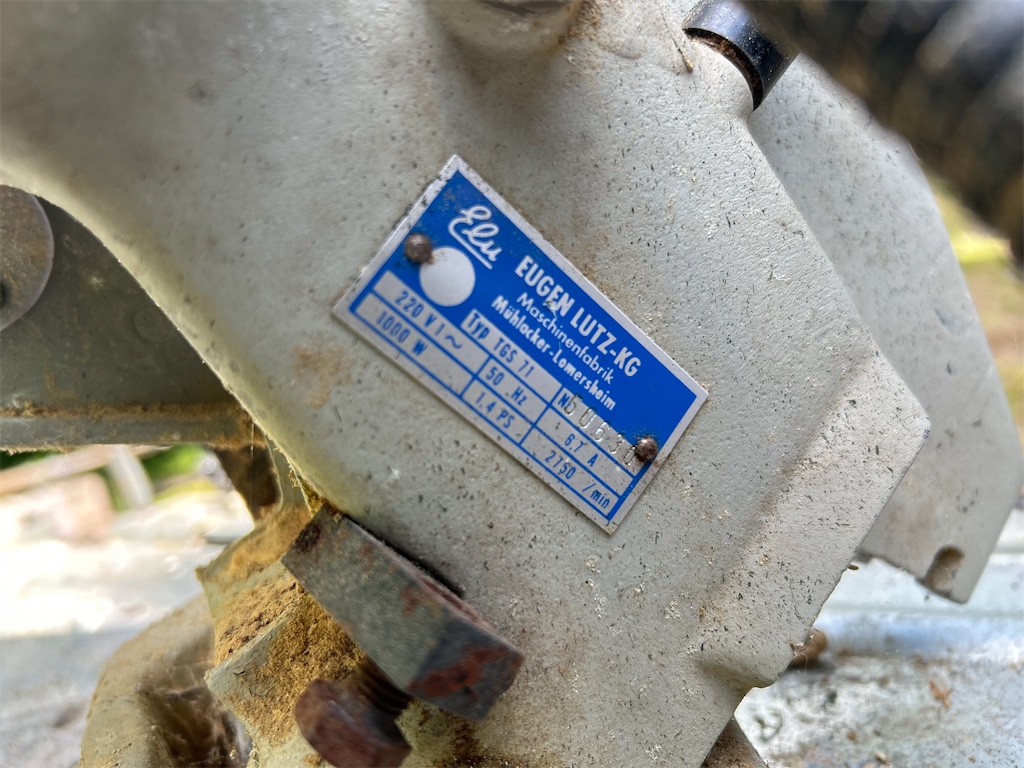 Elu
EUGEN LUTZ-KG
Maschinenfabrik
Mühlacker-Lomersheim
Typ TGS 71 №
220 V 1~ 50 Hz 6.7 A
1000 W 1.4 PS 2750 /min